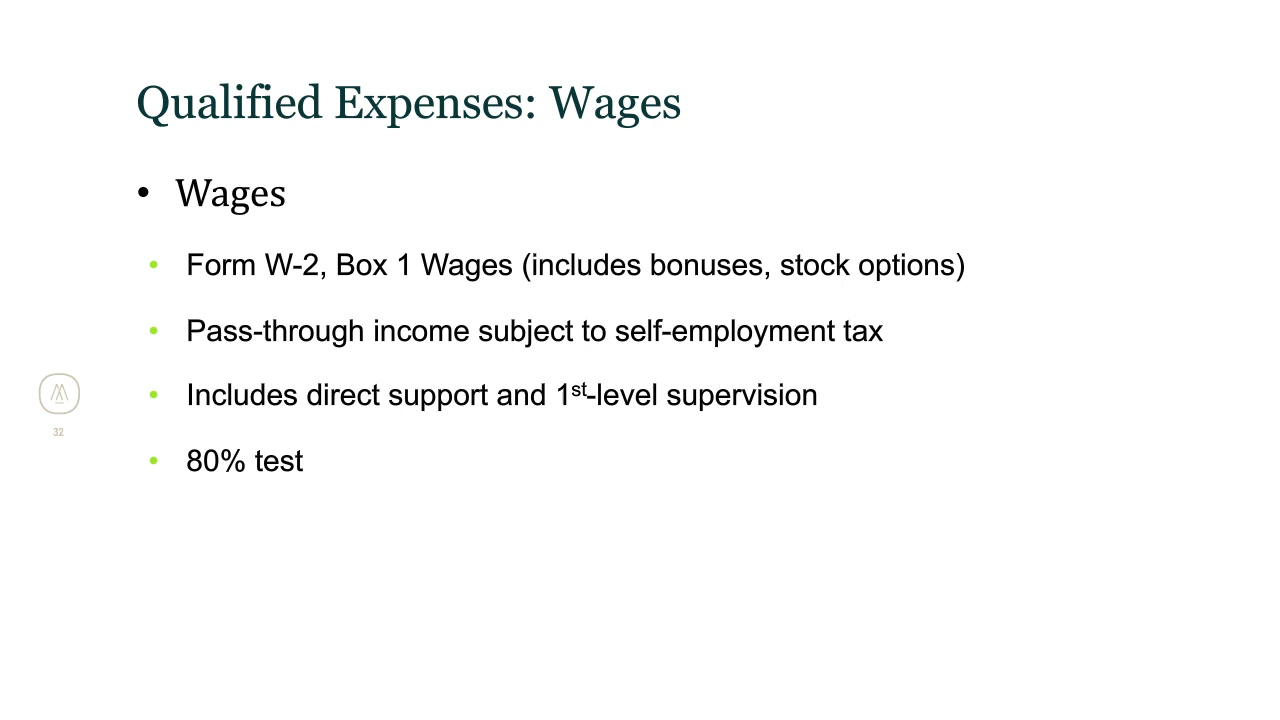 Qualified Expenses: Wages
• Wages
• Form W-2, Box 1 Wages (includes bonuses, stock options)
• Pass-through income subject to self-employment tax
• Includes direct support and 1st-level supervision
32
• 80% test